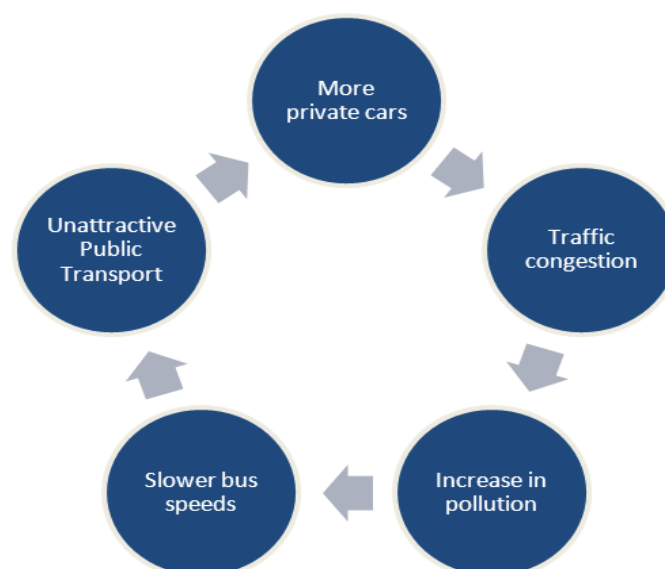 More
private cars
Traffic
congestion
Increase in
pollution
Slower bus
speeds
Unattractive
Public
Transport